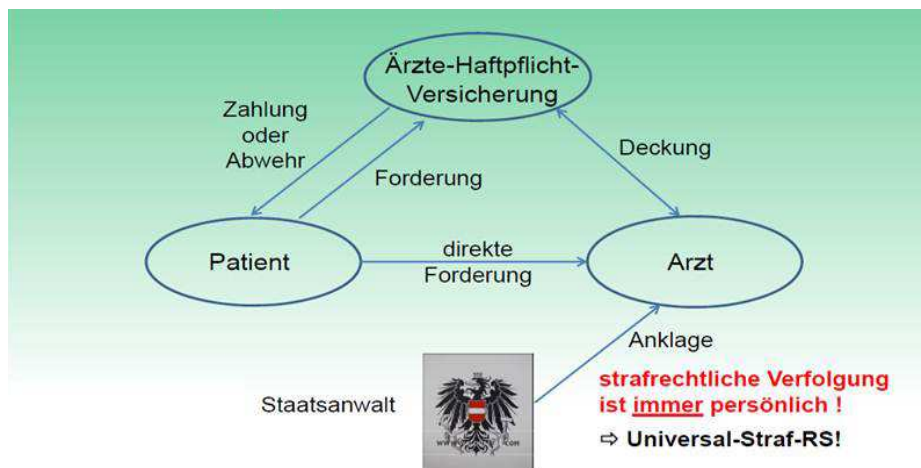 Ärzte-Haftpflicht-
Versicherung
Zahlung
oder
Abwehr
Forderung
Deckung
Patient
direkte
Forderung
Arzt
Anklage
Staatsanwalt
strafrechtliche Verfolgung
ist immer persönlich !
⇨ Universal-Straf-RS!